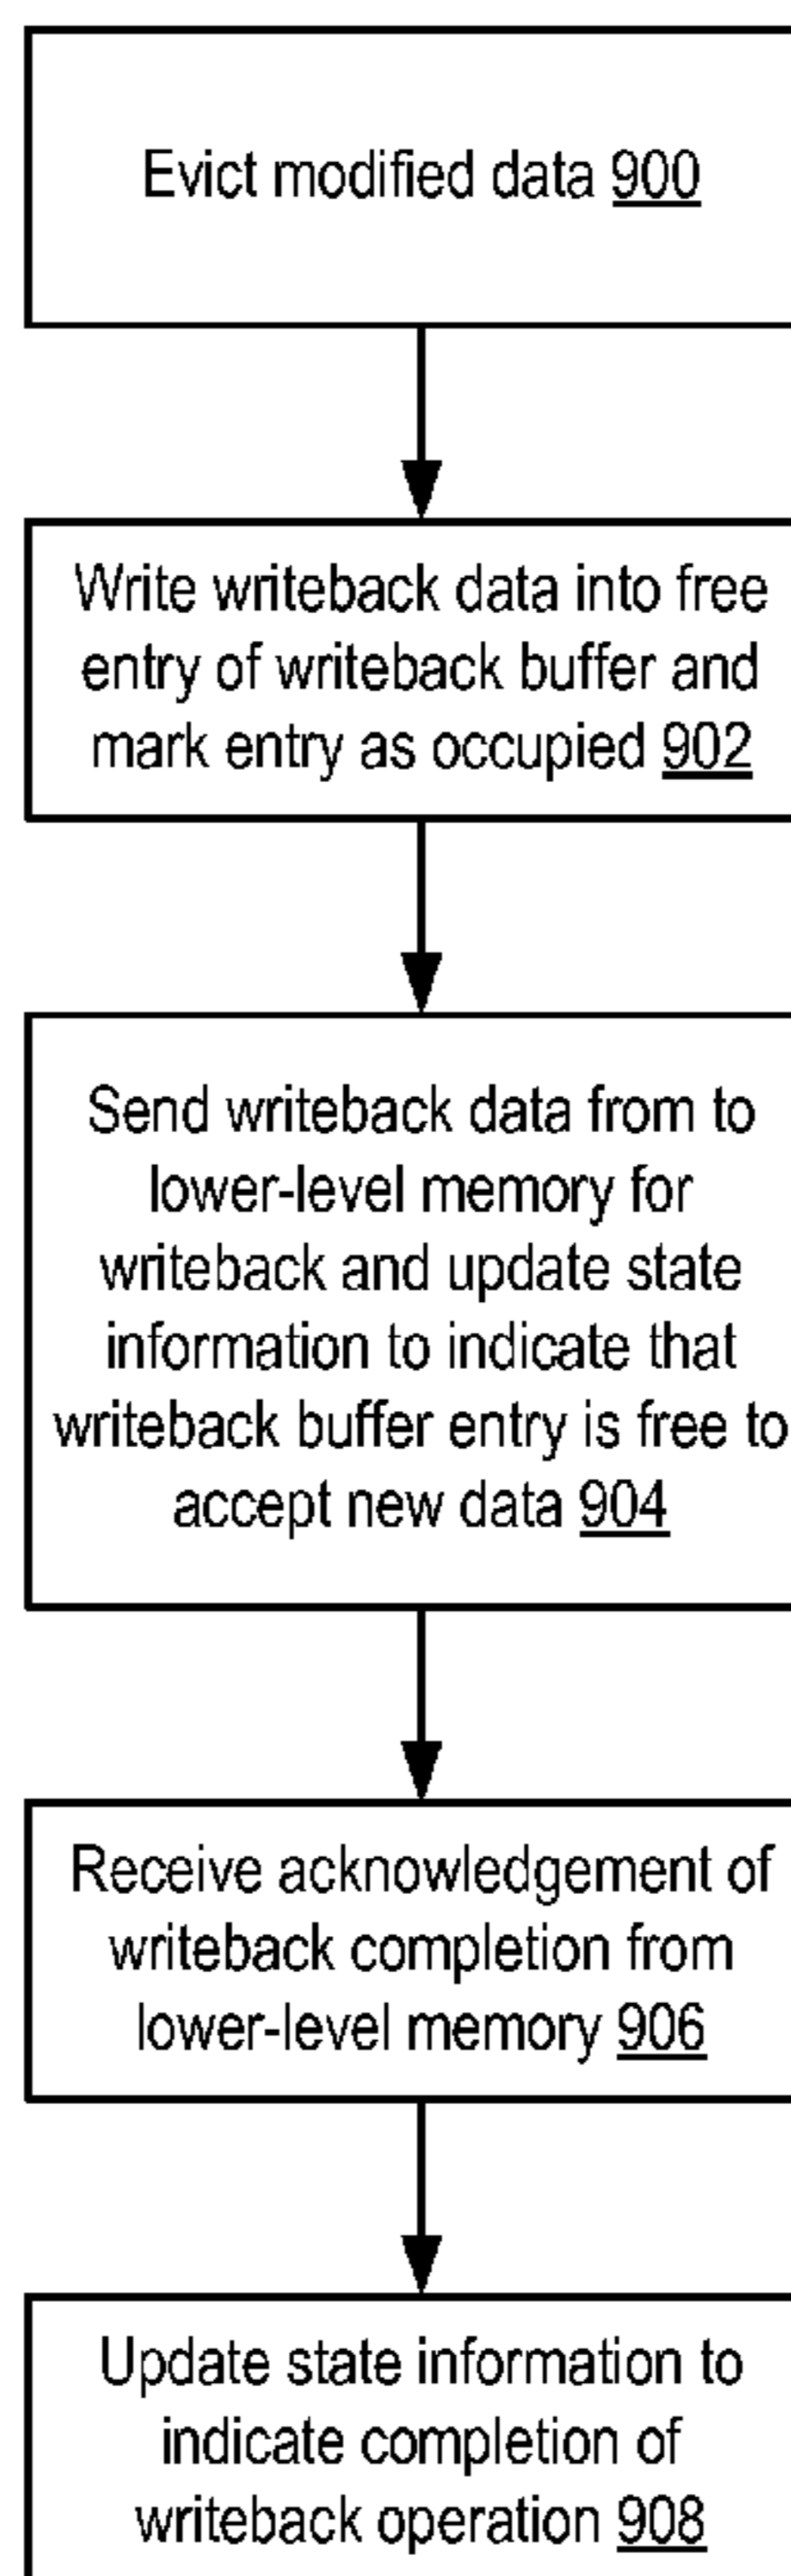 Evict modified data 900
Write writeback data into free
entry of writeback buffer and
mark entry as occupied 902
Send writeback data from to
lower-level memory for
writeback and update state
information to indicate that
writeback buffer entry is free to
accept new data 904
Receive acknowledgement of
writeback completion from
lower-level memory 906
Update state information to
indicate completion of
writeback operation 908